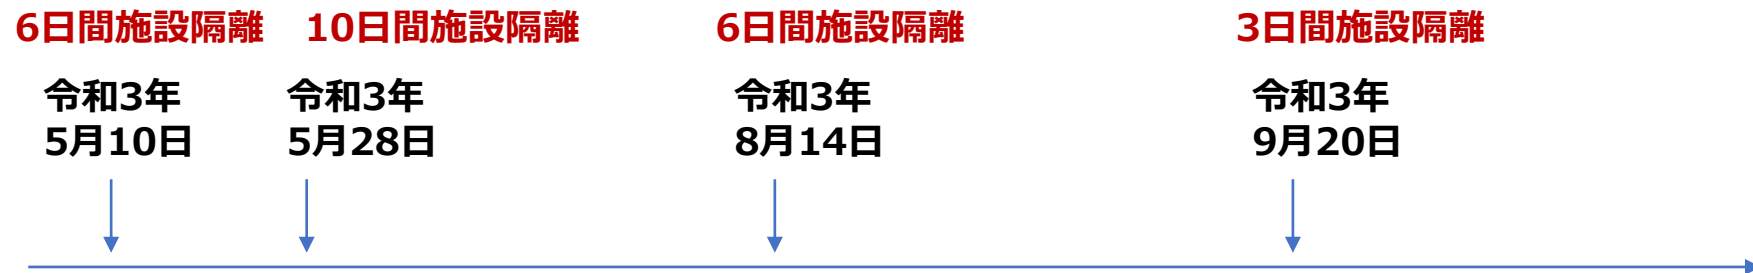 6日間施設隔離
10日間施設隔離
6日間施設隔離
3日間施設隔離
令和3年
5月10日
令和3年
5月28日
令和3年
8月14日
令和3年
9月20日